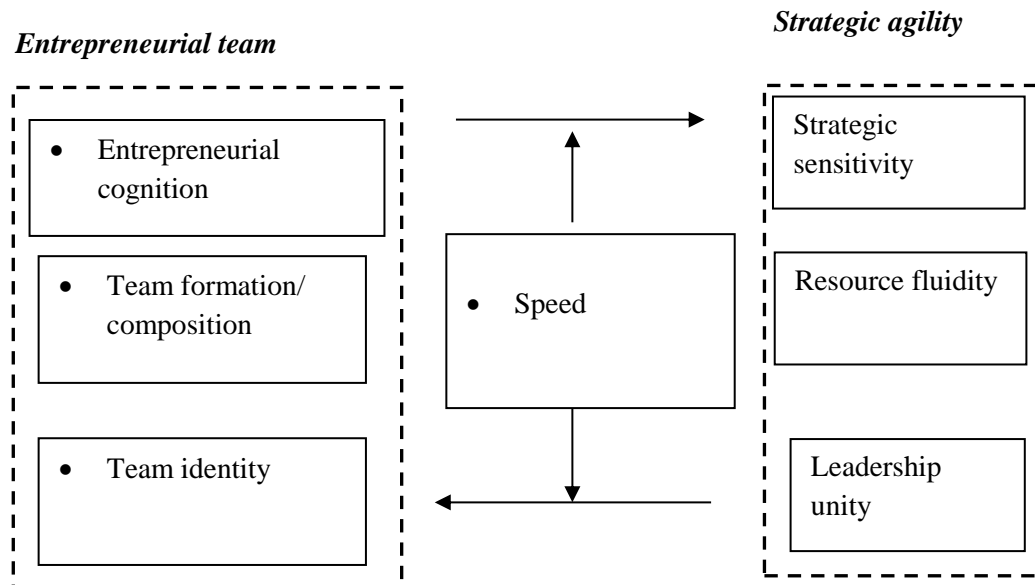 Strategic agility
Entrepreneurial team
• Entrepreneurial
cognition
• Team formation/
composition
• Team identity
• Speed
Strategic
sensitivity
Resource fluidity
Leadership
unity